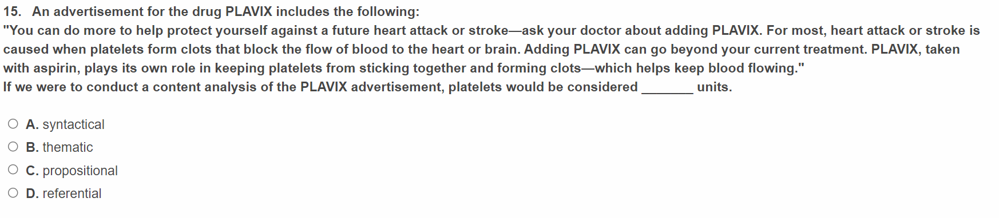 15. An advertisement for the drug PLAVIX includes the following:
"You can do more to help protect yourself against a future heart attack or stroke—ask your doctor about adding PLAVIX. For most, heart attack or stroke is
caused when platelets form clots that block the flow of blood to the heart or brain. Adding PLAVIX can go beyond your current treatment. PLAVIX, taken
with aspirin, plays its own role in keeping platelets from sticking together and forming clots—which helps keep blood flowing."
If we were to conduct a content analysis of the PLAVIX advertisement, platelets would be considered _______ units.
A. syntactical
B. thematic
C. propositional
D. referential